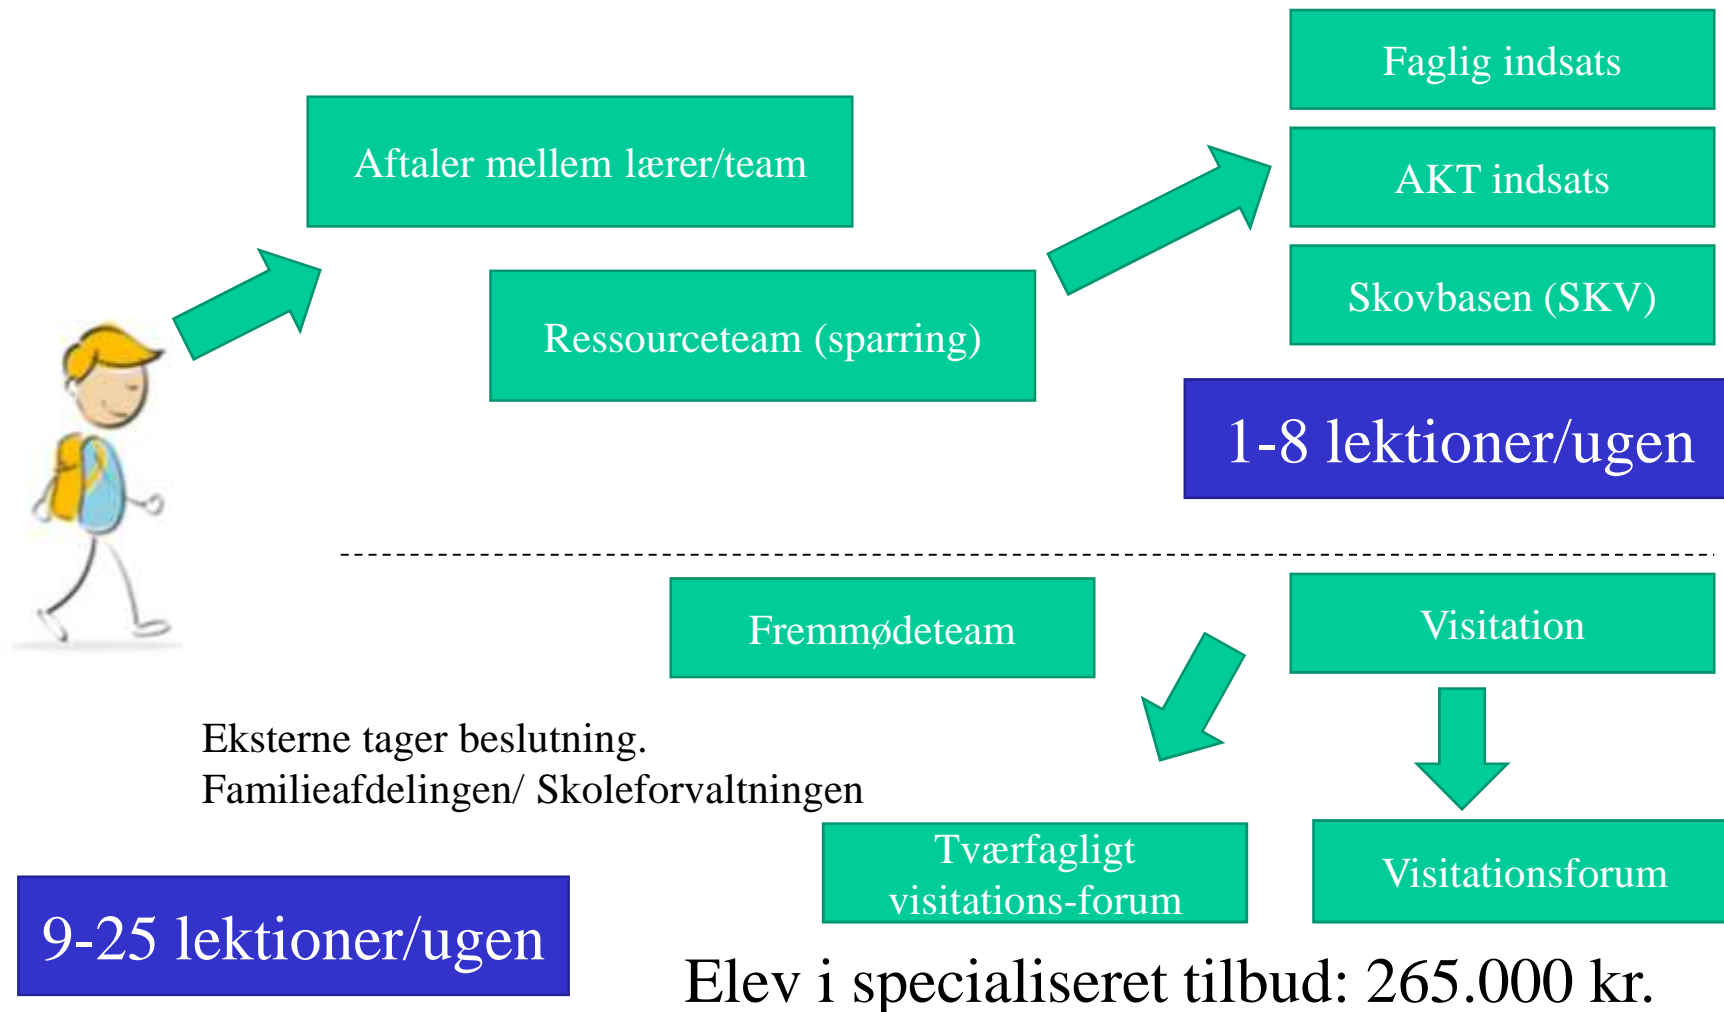 Faglig indsats
Aftaler mellem lærer/team
AKT indsats
Skovbasen (SKV)
Ressourceteam (sparring)
1-8 lektioner/ugen
Fremmødeteam
Visitation
Eksterne tager beslutning.
Familieafdelingen/ Skoleforvaltningen
Tværfagligt
visitations-forum
Visitationsforum
9-25 lektioner/ugen
Elev i specialiseret tilbud: 265.000 kr.